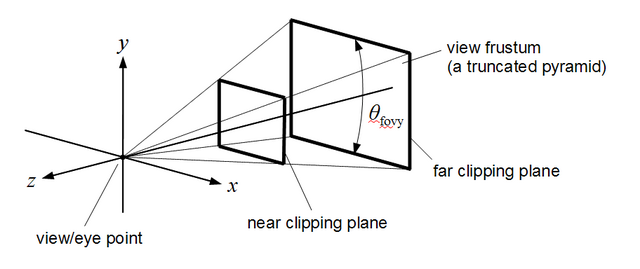 y
view frustum
(a truncated pyramid)
θfovy
z
x
far clipping plane
near clipping plane
view/eye point